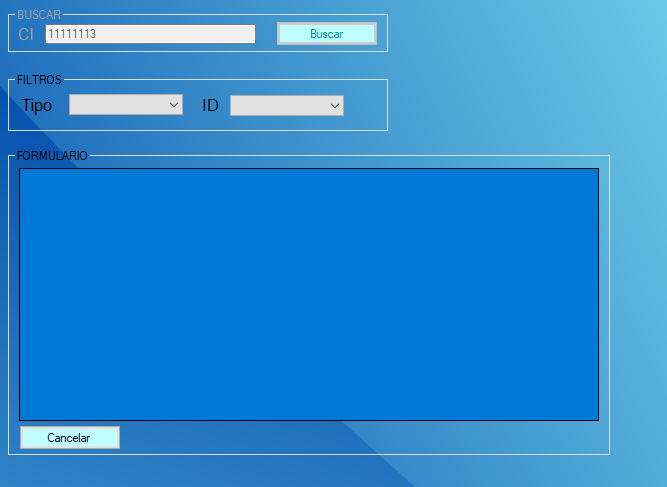 BUSCAR
CI 11111113 Buscar
FILTROS
Tipo ID
FORMULARIO
Cancelar